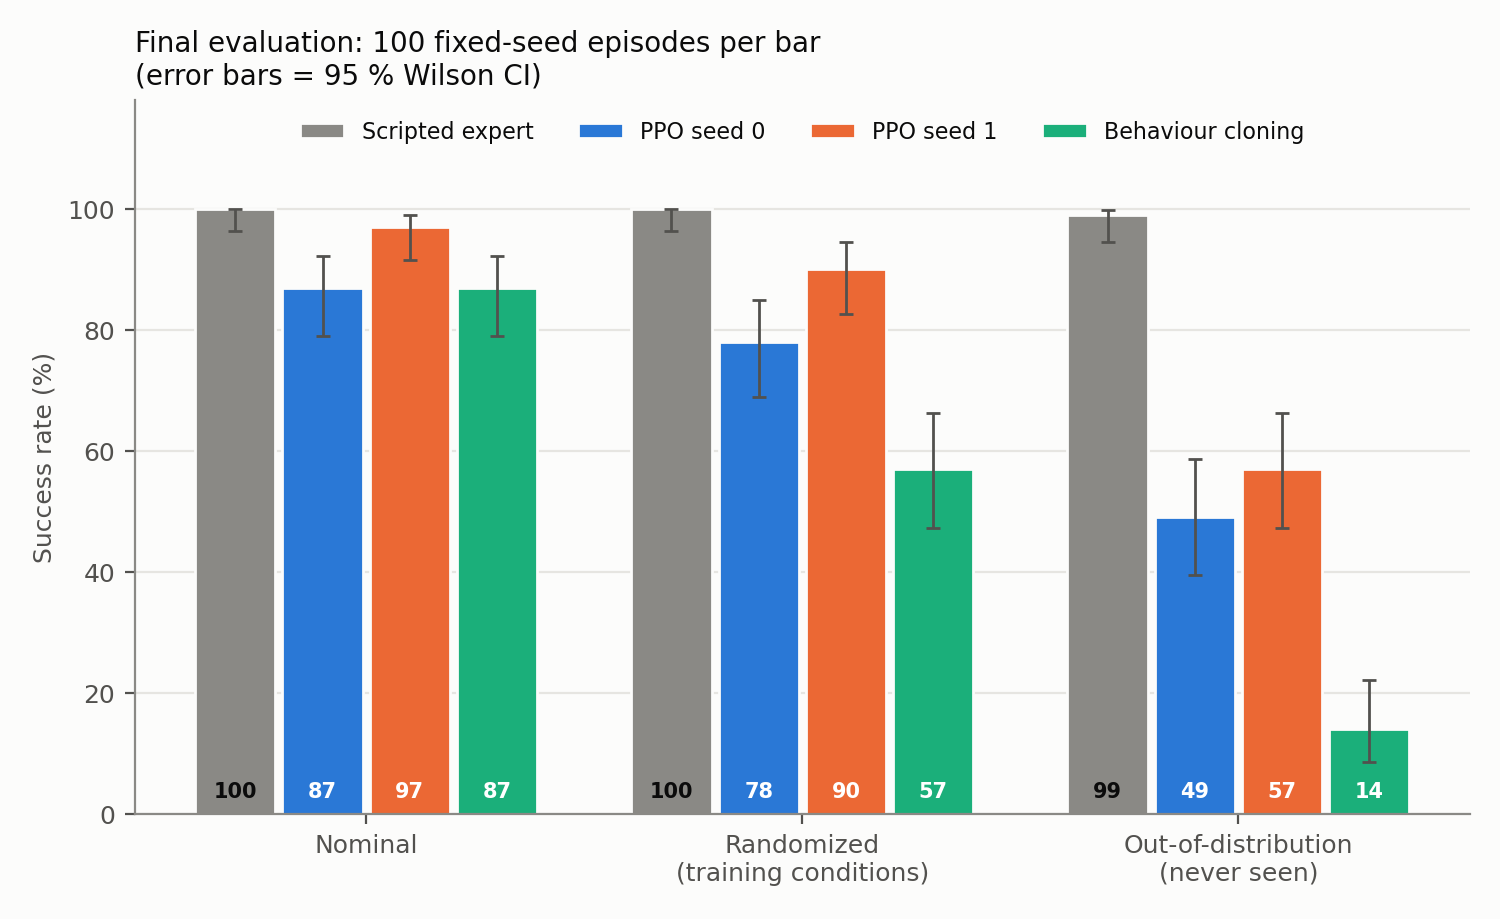 Final evaluation: 100 fixed-seed episodes per bar
(error bars = 95 % Wilson CI)
Scripted expert
PPO seed 0
PPO seed 1
Behaviour cloning
Success rate (%)
100
80
60
40
20
0
100
87
97
87
100
78
90
57
99
49
57
14
Nominal
Randomized
(training conditions)
Out-of-distribution
(never seen)